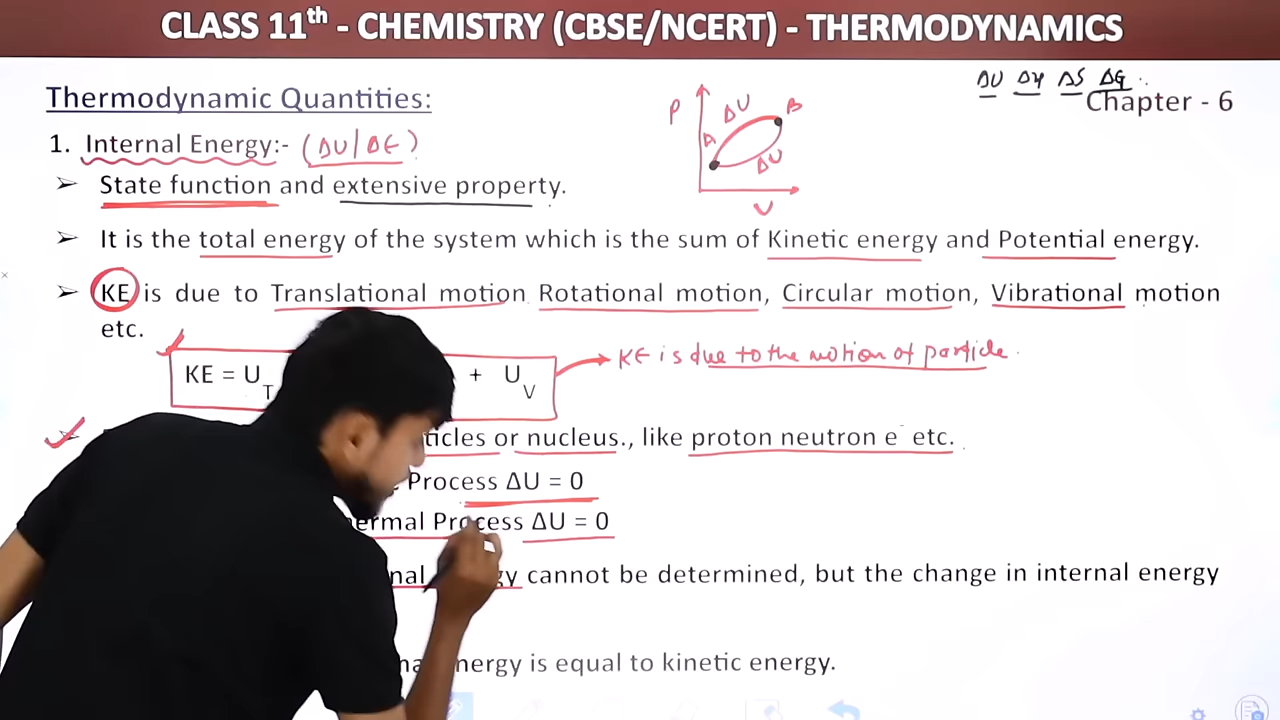 CLASS 11th - CHEMISTRY (CBSE/NCERT) - THERMODYNAMICS
ΔU ΔH ΔS ΔG
Chapter - 6
Thermodynamic Quantities:
P ΔU B
A ΔU
V
1. Internal Energy:- (ΔU/ΔE)
➢ State function and extensive property.
➢ It is the total energy of the system which is the sum of Kinetic energy and Potential energy.
➢ KE is due to Translational motion Rotational motion, Circular motion, Vibrational motion
etc.
KE = UT + UV
KE is due to the motion of particle.
ticles or nucleus., like proton neutron e- etc.
Process ΔU = 0
ermal Process ΔU = 0
nal gy cannot be determined, but the change in internal energy
nergy is equal to kinetic energy.